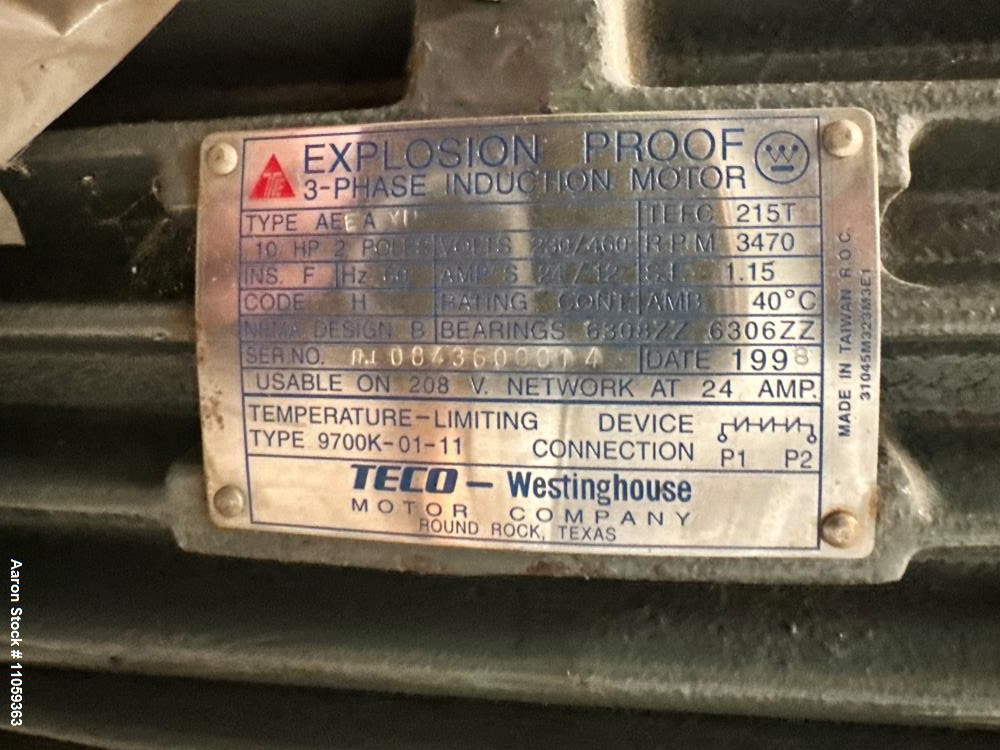 EXPLOSION PROOF
3-PHASE INDUCTION MOTOR
TYPE AEEA TEFC 215T
10 HP 2 POLES VOLTS 230/460 R.P.M 3470
INS. F Hz 60 AMPS 24/12 S.F. 1.15
CODE H RATING CONT. AMB 40°C
NEMA DESIGN B BEARINGS 6308ZZ 6306ZZ
SER NO. DATE 1998
USABLE ON 208 V. NETWORK AT 24 AMP.
TEMPERATURE-LIMITING DEVICE
TYPE 9700K-01-11 CONNECTION P1 P2
TECO - Westinghouse
MOTOR COMPANY
ROUND ROCK, TEXAS
MADE IN TAIWAN R.O.C.
31045M323M3E1
Aaron Stock # 11059363